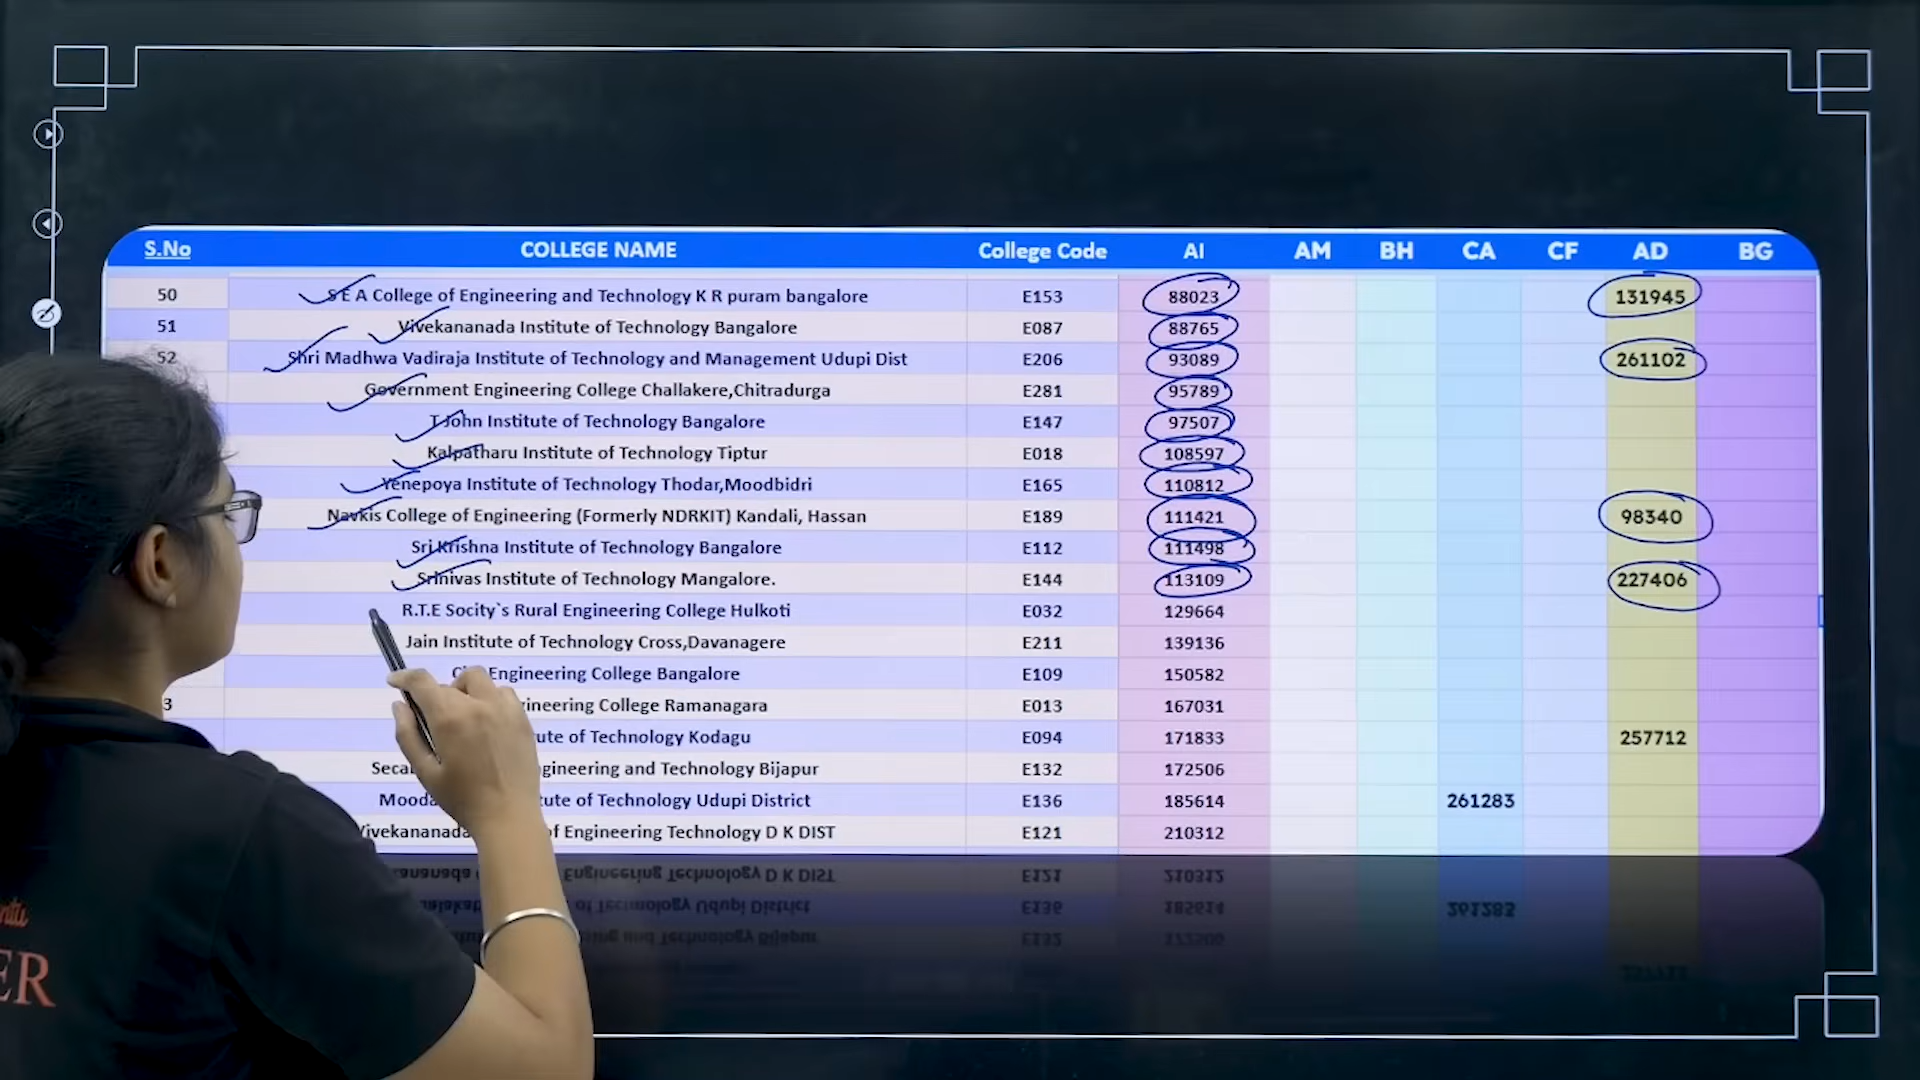 S.No COLLEGE NAME College Code AI AM BH CA CF AD BG
50 S E A College of Engineering and Technology K R puram bangalore E153 88023 131945
51 Vivekananada Institute of Technology Bangalore E087 88765
52 Shri Madhwa Vadiraja Institute of Technology and Management Udupi Dist E206 93089 261102
Government Engineering College Challakere,Chitradurga E281 95789
T John Institute of Technology Bangalore E147 97507
Kalpatharu Institute of Technology Tiptur E018 108597
Yenepoya Institute of Technology Thodar,Moodbidri E165 110812
Navkis College of Engineering (Formerly NDRKIT) Kandali, Hassan E189 111421 98340
Sri Krishna Institute of Technology Bangalore E112 111498
Srinivas Institute of Technology Mangalore. E144 113109 227406
R.T.E Socity`s Rural Engineering College Hulkoti E032 129664
Jain Institute of Technology Cross,Davanagere E211 139136
Engineering College Bangalore E109 150582
3 College Ramanagara E013 167031
of Technology Kodagu E094 171833 257712
and Technology Bijapur E132 172506
of Technology Udupi District E136 185614 261283
Vivekananada of Engineering Technology D K DIST E121 210312
ER